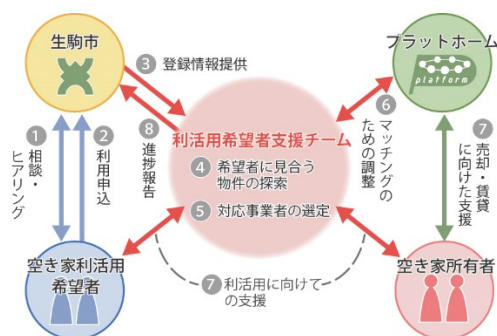 生駒市
プラットホーム
platform
③ 登録情報提供
① 相談・
ヒアリング
② 利用申込
⑧ 進捗報告
利活用希望者支援チーム
④ 希望者に見合う
物件の探索
⑤ 対応事業者の選定
⑥ マッチングの
ための調整
⑦ 売却・賃貸
に向けた支援
空き家利活用
希望者
⑦ 利活用に向けて
の支援
空き家所有者